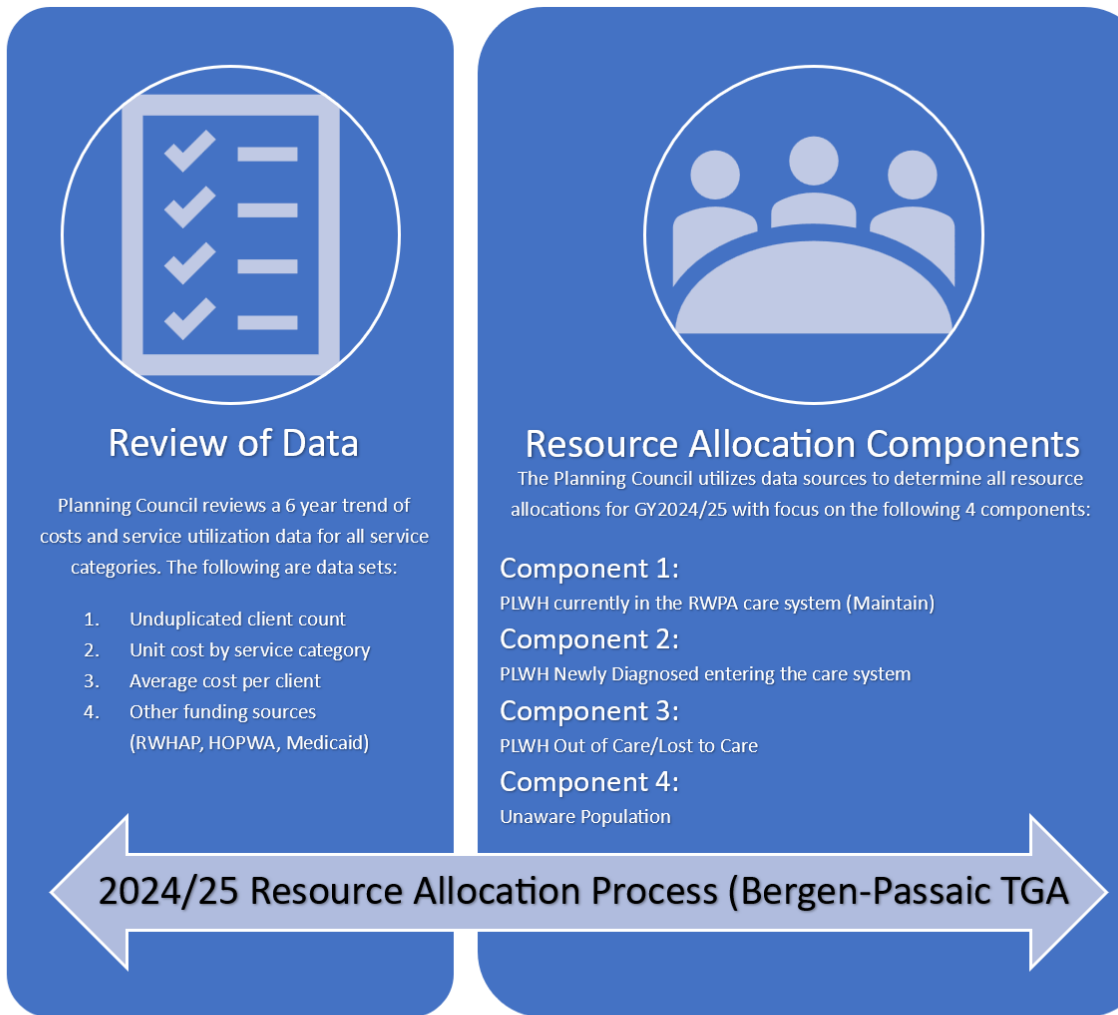 Review of Data
Planning Council reviews a 6 year trend of
costs and service utilization data for all service
categories. The following are data sets:
1. Unduplicated client count
2. Unit cost by service category
3. Average cost per client
4. Other funding sources
(RWHAP, HOPWA, Medicaid)
Resource Allocation Components
The Planning Council utilizes data sources to determine all resource
allocations for GY2024/25 with focus on the following 4 components:
Component 1:
PLWH currently in the RWPA care system (Maintain)
Component 2:
PLWH Newly Diagnosed entering the care system
Component 3:
PLWH Out of Care/Lost to Care
Component 4:
Unaware Population
2024/25 Resource Allocation Process (Bergen-Passaic TGA